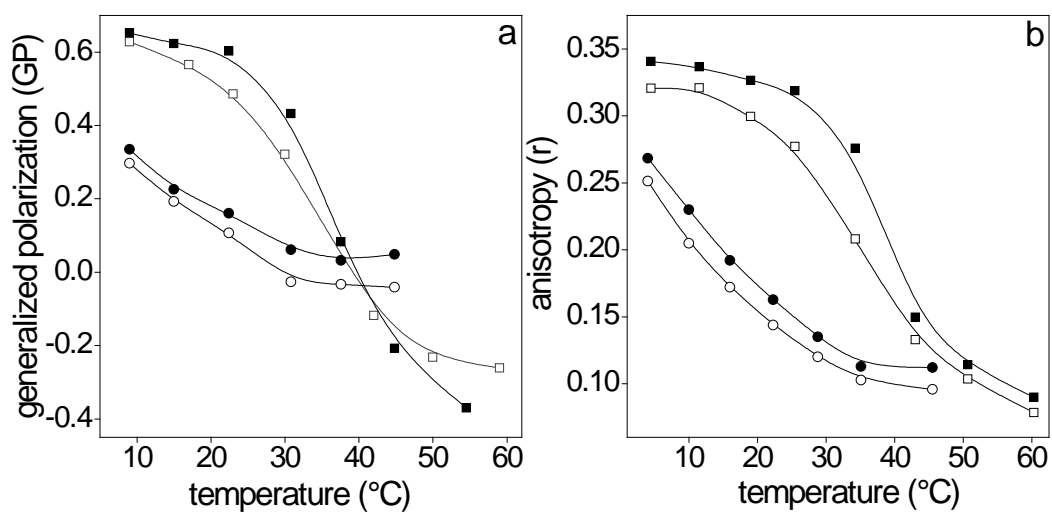 a
generalized polarization (GP)
0.6
0.4
0.2
0.0
-0.2
-0.4
10 20 30 40 50 60
temperature (°C)
b
anisotropy (r)
0.35
0.30
0.25
0.20
0.15
0.10
10 20 30 40 50 60
temperature (°C)